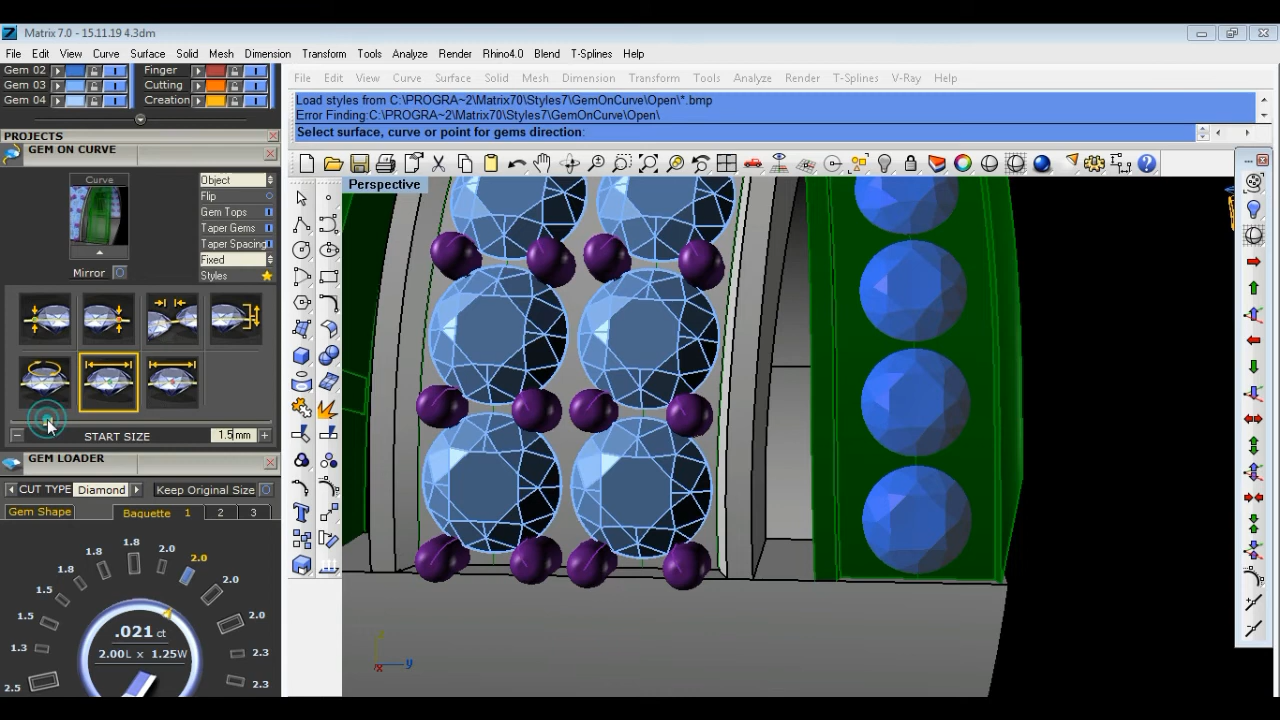 Matrix 7.0 - 15.11.19 4.3dm
File Edit View Curve Surface Solid Mesh Dimension Transform Tools Analyze Render Rhino4.0 Blend T-Splines Help
Gem 02 Finger
Gem 03 Cutting
Gem 04 Creation
PROJECTS
GEM ON CURVE
Curve
Object
Flip
Gem Tops
Taper Gems
Taper Spacing
Fixed
Styles
Mirror
START SIZE 1.5 mm
GEM LOADER
CUT TYPE Diamond Keep Original Size
Gem Shape Baguette 1 2 3
1.8 1.8 2.0 2.0
1.8 2.0
1.5 2.0
1.3 2.3
2.5 2.3
.021 ct
2.00L x 1.25W
File Edit View Curve Surface Solid Mesh Dimension Transform Tools Analyze Render T-Splines V-Ray Help
Load styles from C:\PROGRA~2\Matrix70\Styles7\GemOnCurve\Open\*.bmp
Error Finding:C:\PROGRA~2\Matrix70\Styles7\GemOnCurve\Open\
Select surface, curve or point for gems direction:
Perspective
z
y
x